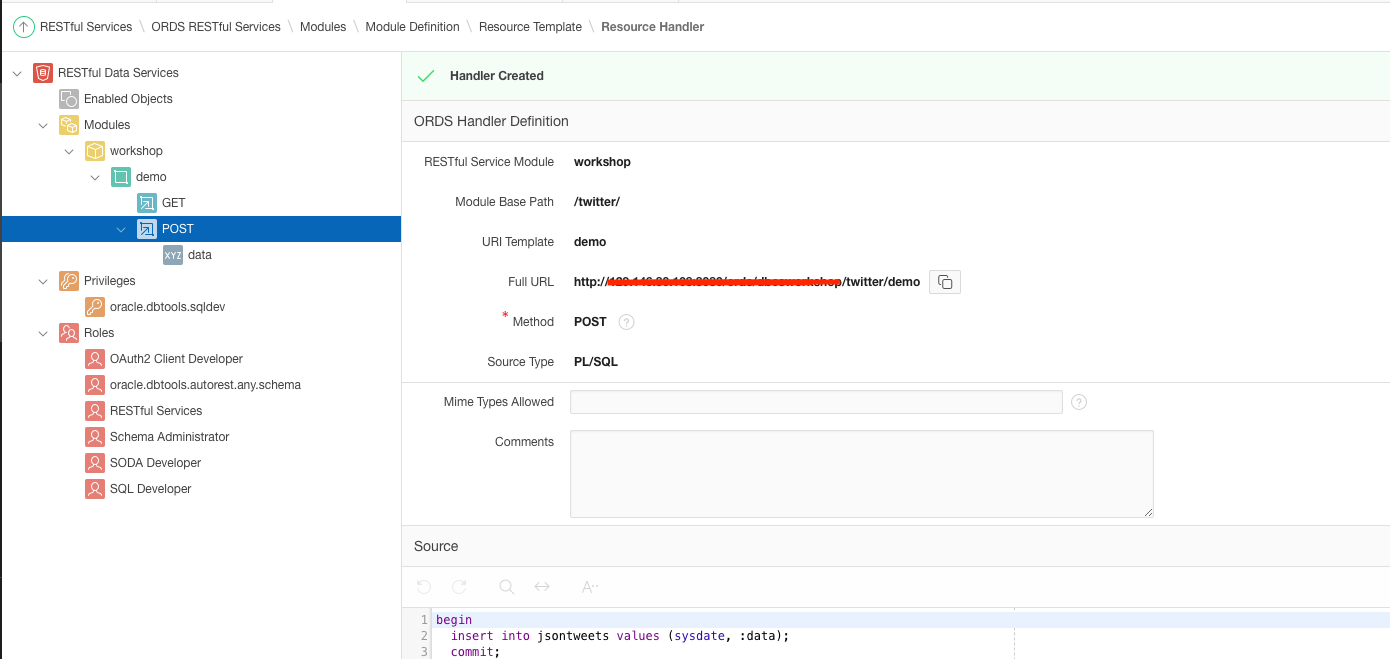 RESTful Services \ ORDS RESTful Services \ Modules \ Module Definition \ Resource Template \ Resource Handler
RESTful Data Services
Enabled Objects
Modules
workshop
demo
GET
POST
XYZ data
Privileges
oracle.dbtools.sqldev
Roles
OAuth2 Client Developer
oracle.dbtools.autorest.any.schema
RESTful Services
Schema Administrator
SODA Developer
SQL Developer
Handler Created
ORDS Handler Definition
RESTful Service Module workshop
Module Base Path /twitter/
URI Template demo
Full URL http:// /twitter/demo
* Method POST ?
Source Type PL/SQL
Mime Types Allowed ?
Comments
Source
A··
1 begin
2 insert into jsontweets values (sysdate, :data);
3 commit;